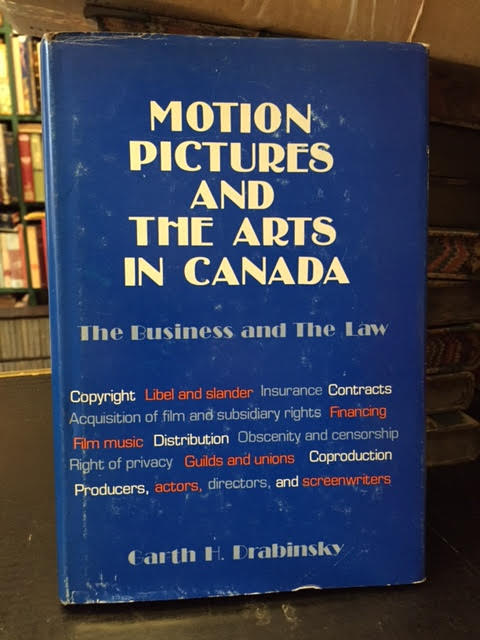 MOTION
PICTURES
AND
THE ARTS
IN CANADA
The Business and The Law
Copyright Libel and slander Insurance Contracts
Acquisition of film and subsidiary rights Financing
Film music Distribution Obscenity and censorship
Right of privacy Guilds and unions Coproduction
Producers, actors, directors, and screenwriters
Garth H. Drabinsky